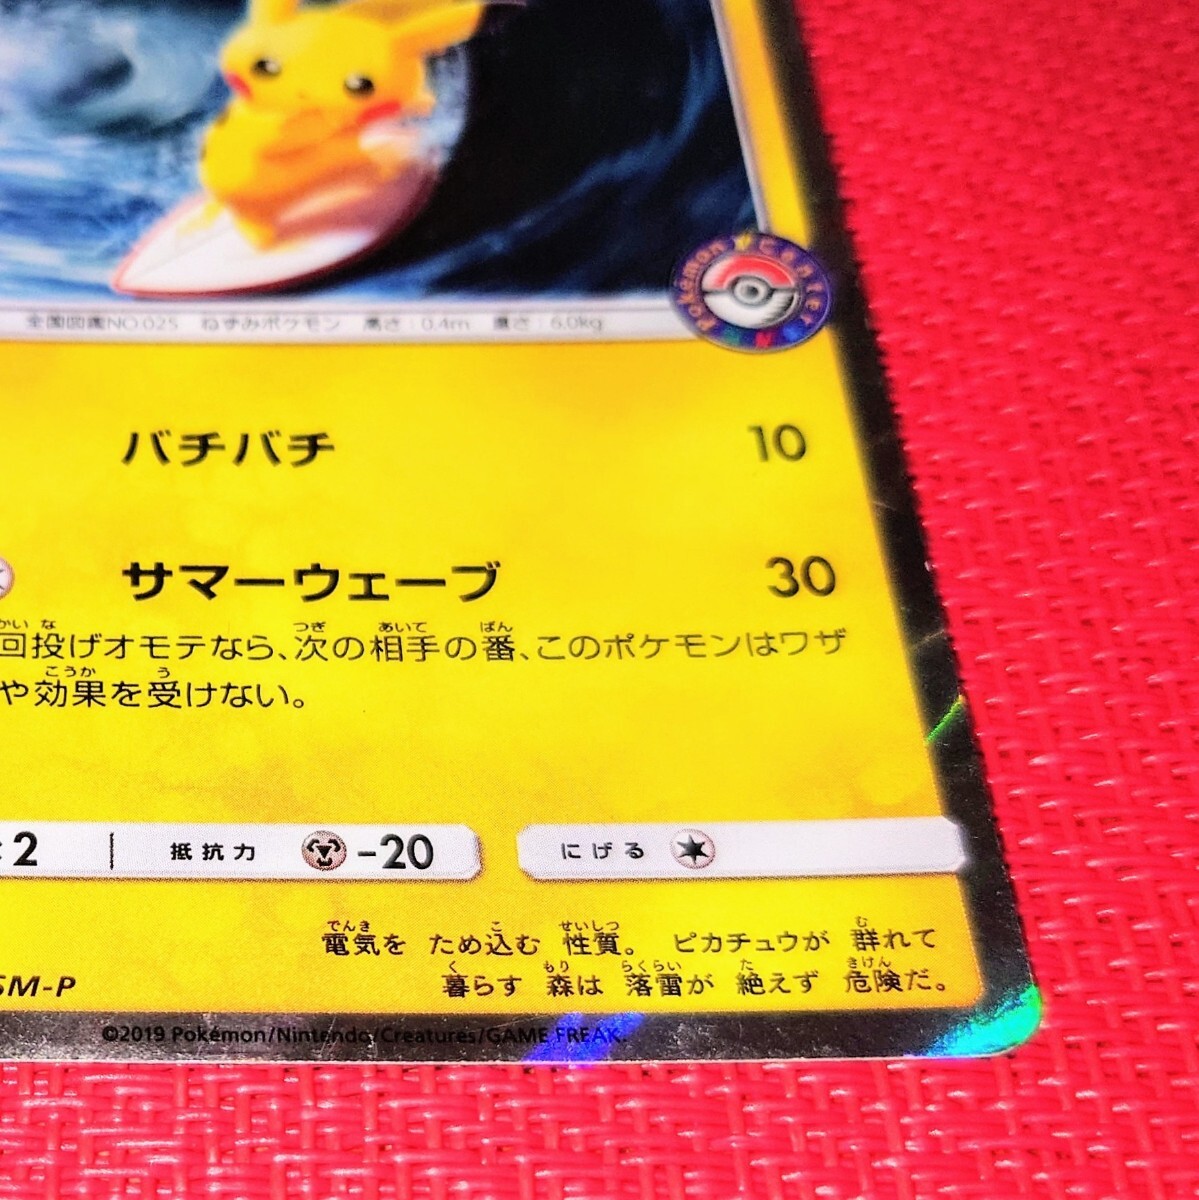 Pokémon Center
全国図鑑NO.025 ねずみポケモン 高さ:0.4m 重さ:6.0kg
バチバチ 10
サマーウェーブ 30
回投げオモテなら、次の相手の番、このポケモンはワザ
や効果を受けない。
2 抵抗力 -20 にげる
電気を ため込む 性質。 ピカチュウが 群れて
暮らす 森は 落雷が 絶えず 危険だ。
SM-P
©2019 Pokémon/Nintendo/Creatures/GAME FREAK.